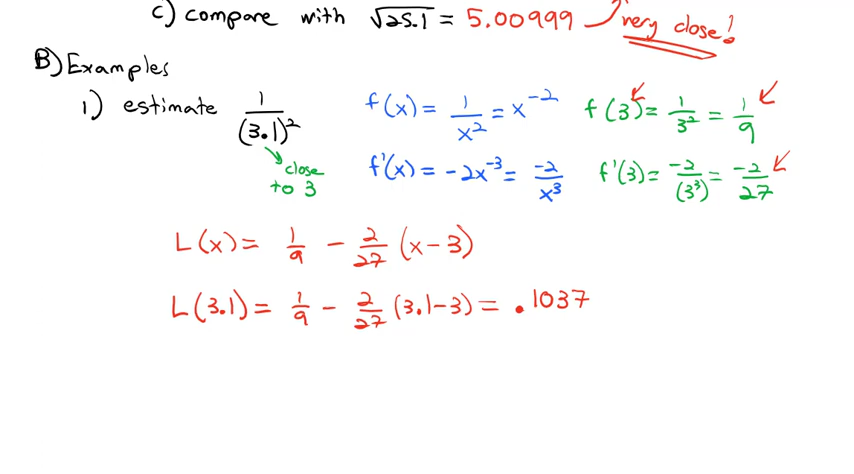 c) compare with √25.1 = 5.00999 very close!
B) Examples
1) estimate 1/(3.1)² f(x) = 1/x² = x⁻² f(3) = 1/3² = 1/9
close to 3 f'(x) = -2x⁻³ = -2/x³ f'(3) = -2/(3³) = -2/27
L(x) = 1/9 - 2/27 (x-3)
L(3.1) = 1/9 - 2/27 (3.1-3) = .1037